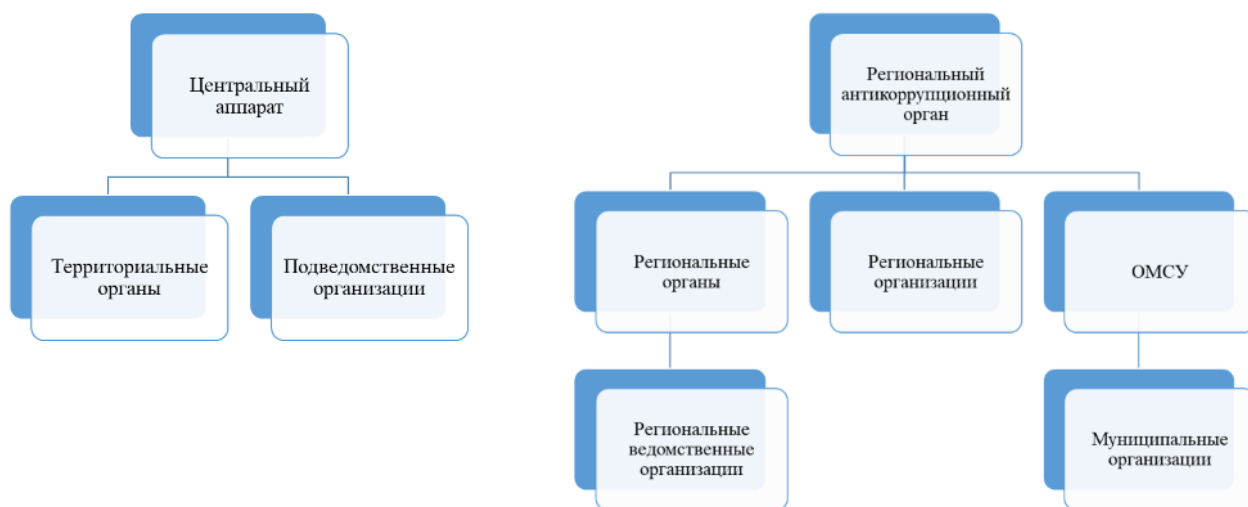 Центральный
аппарат
Территориальные
органы
Подведомственные
организации
Региональный
антикоррупционный
орган
Региональные
органы
Региональные
организации
ОМСУ
Региональные
ведомственные
организации
Муниципальные
организации